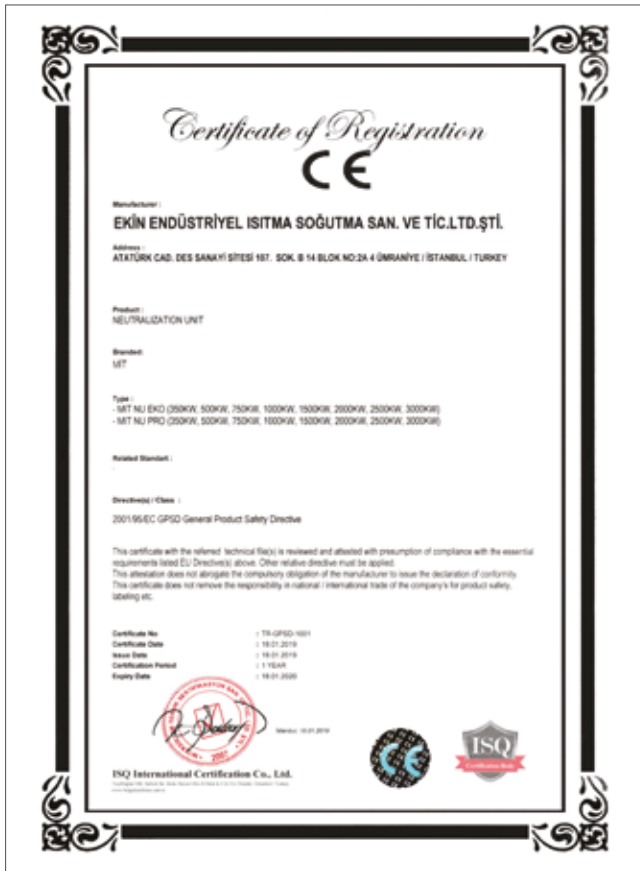 Certificate of Registration
CE
Manufacturer :
EKİN ENDÜSTRİYEL ISITMA SOĞUTMA SAN. VE TİC.LTD.ŞTİ.
Address :
ATATÜRK CAD. DES SANAYİ SİTESİ 107. SOK. B 14 BLOK NO:2A 4 ÜMRANİYE / İSTANBUL / TURKEY
Product :
NEUTRALIZATION UNIT
Branded:
MIT
Type :
- MIT NU EKO (350KW, 500KW, 750KW, 1000KW, 1500KW, 2000KW, 2500KW, 3000KW)
- MIT NU PRO (350KW, 500KW, 750KW, 1000KW, 1500KW, 2000KW, 2500KW, 3000KW)
Related Standart :
Directive(s) / Class :
2001/95/EC GPSD General Product Safety Directive
This certificate with the referred technical file(s) is reviewed and attested with presumption of compliance with the essential
requirements listed EU Directive(s) above. Other relative directive must be applied.
This attestation does not abrogate the compulsory obligation of the manufacturer to issue the declaration of conformity.
This certificate does not remove the responsibility in national / international trade of the company's for product safety,
labeling etc.
Certificate No : TR-GPSD-1001
Certificate Date : 18.01.2019
Issue Date : 18.01.2019
Certification Period : 1 YEAR
Expiry Date : 18.01.2020
2001
CE
ISQ
Certification Body
ISQ International Certification Co., Ltd.